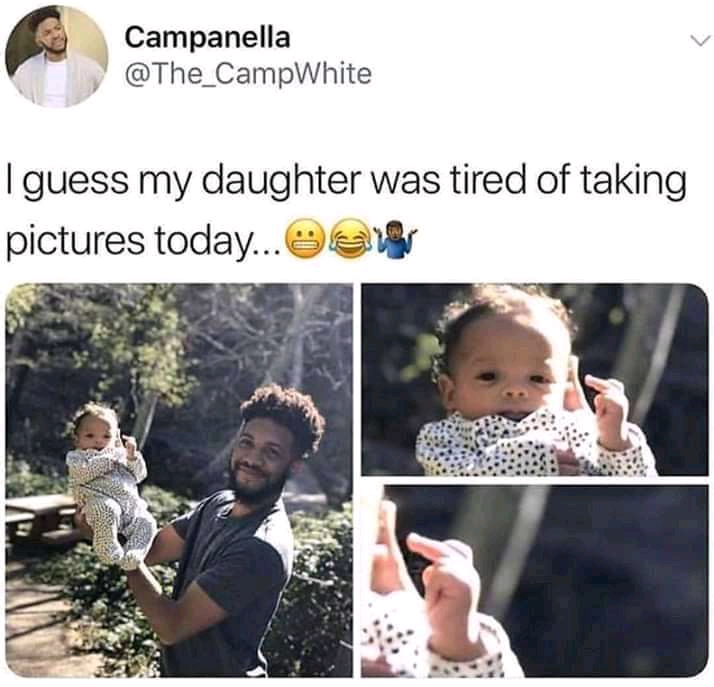 Campanella
@The_CampWhite
I guess my daughter was tired of taking
pictures today...😬😂🤷🏾‍♂️